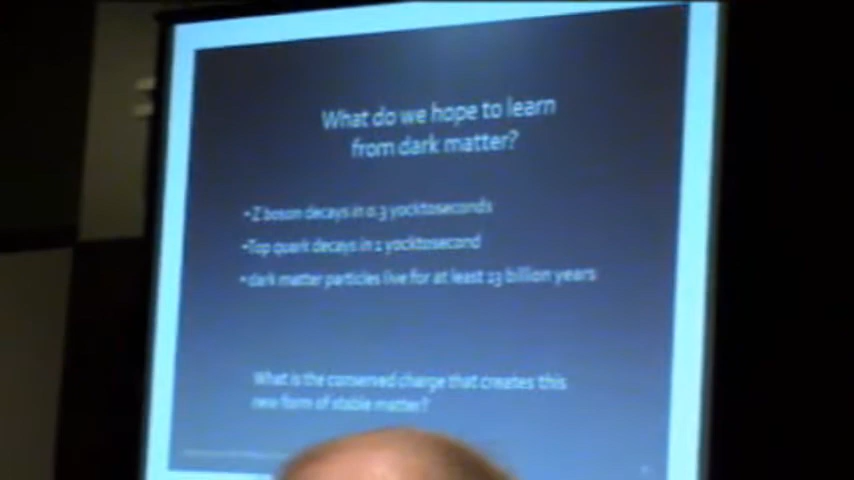 What do we hope to learn
from dark matter?
•Z boson decays in 0.3 yocktoseconds
•Top quark decays in 1 yocktosecond
•dark matter particles live for at least 13 billion years
What is the conserved charge that creates this
new form of stable matter?